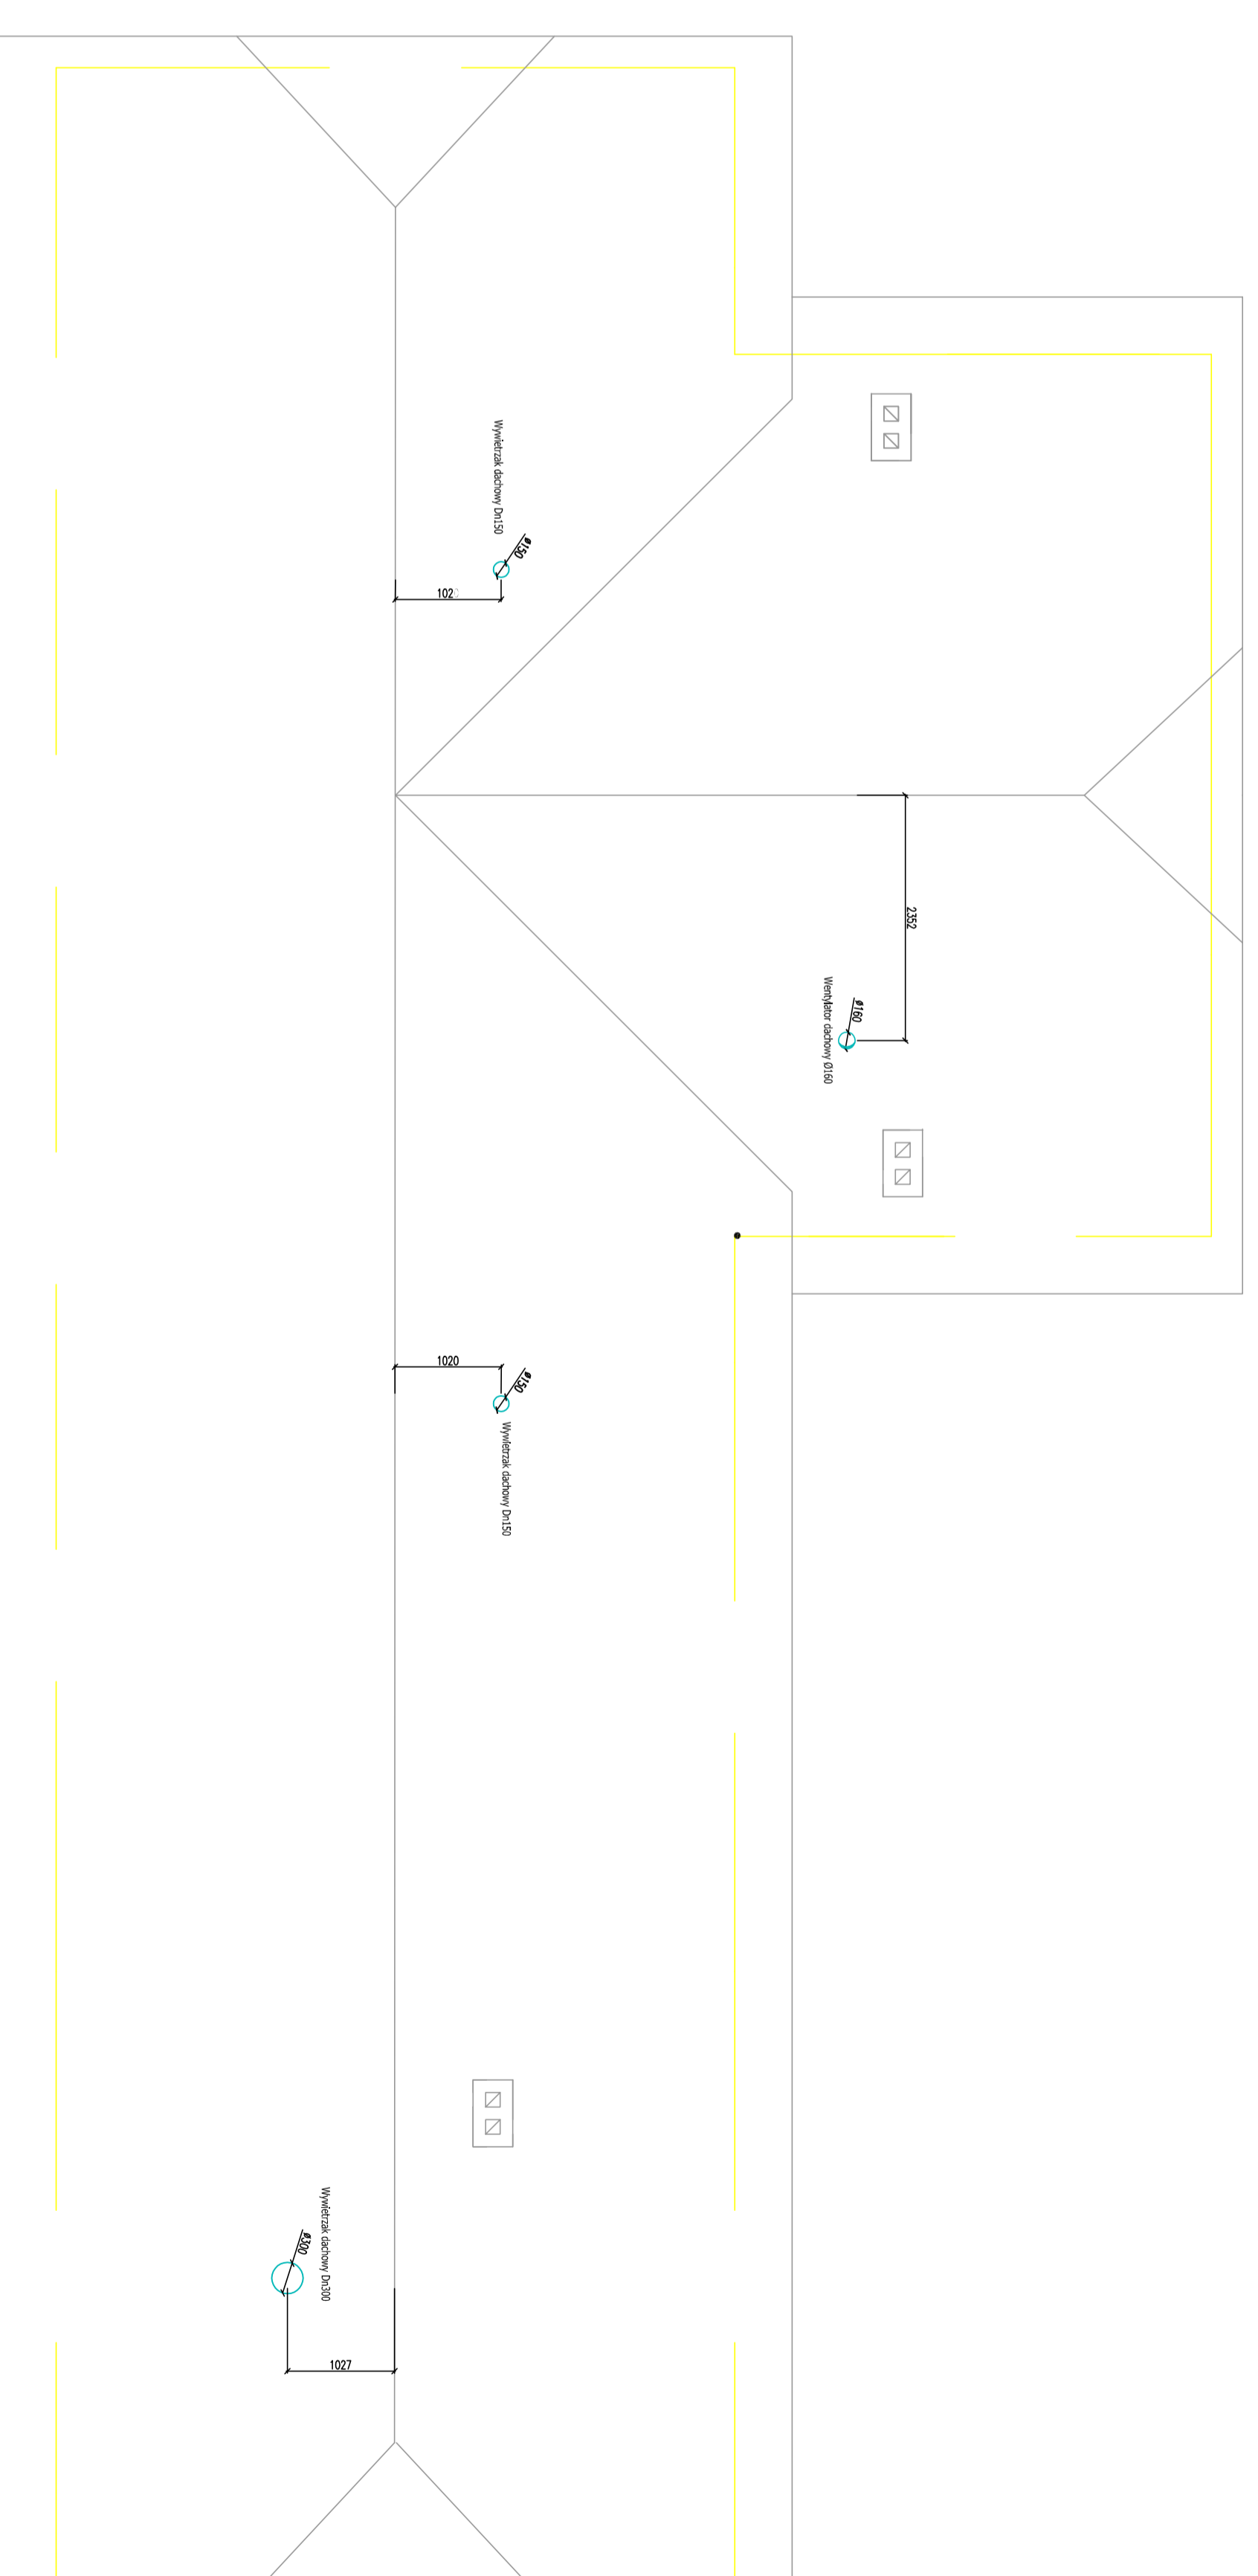 Wywietrzak dachowy Dn150
ø150
102
2352
ø160
Wentylator dachowy Ø160
1020
ø150
Wywietrzak dachowy Dn150
Wywietrzak dachowy Dn300
ø300
1027